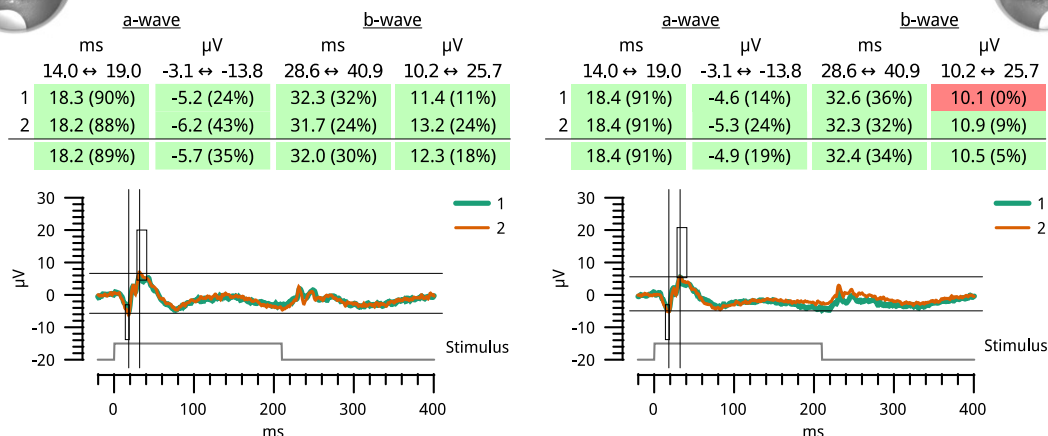 a-wave b-wave
ms µV ms µV
14.0 ↔ 19.0 -3.1 ↔ -13.8 28.6 ↔ 40.9 10.2 ↔ 25.7
1 18.3 (90%) -5.2 (24%) 32.3 (32%) 11.4 (11%)
2 18.2 (88%) -6.2 (43%) 31.7 (24%) 13.2 (24%)
18.2 (89%) -5.7 (35%) 32.0 (30%) 12.3 (18%)
30
20
10
0
-10
-20
µV
1
2
Stimulus
0 100 200 300 400
ms
a-wave b-wave
ms µV ms µV
14.0 ↔ 19.0 -3.1 ↔ -13.8 28.6 ↔ 40.9 10.2 ↔ 25.7
1 18.4 (91%) -4.6 (14%) 32.6 (36%) 10.1 (0%)
2 18.4 (91%) -5.3 (24%) 32.3 (32%) 10.9 (9%)
18.4 (91%) -4.9 (19%) 32.4 (34%) 10.5 (5%)
30
20
10
0
-10
-20
µV
1
2
Stimulus
0 100 200 300 400
ms